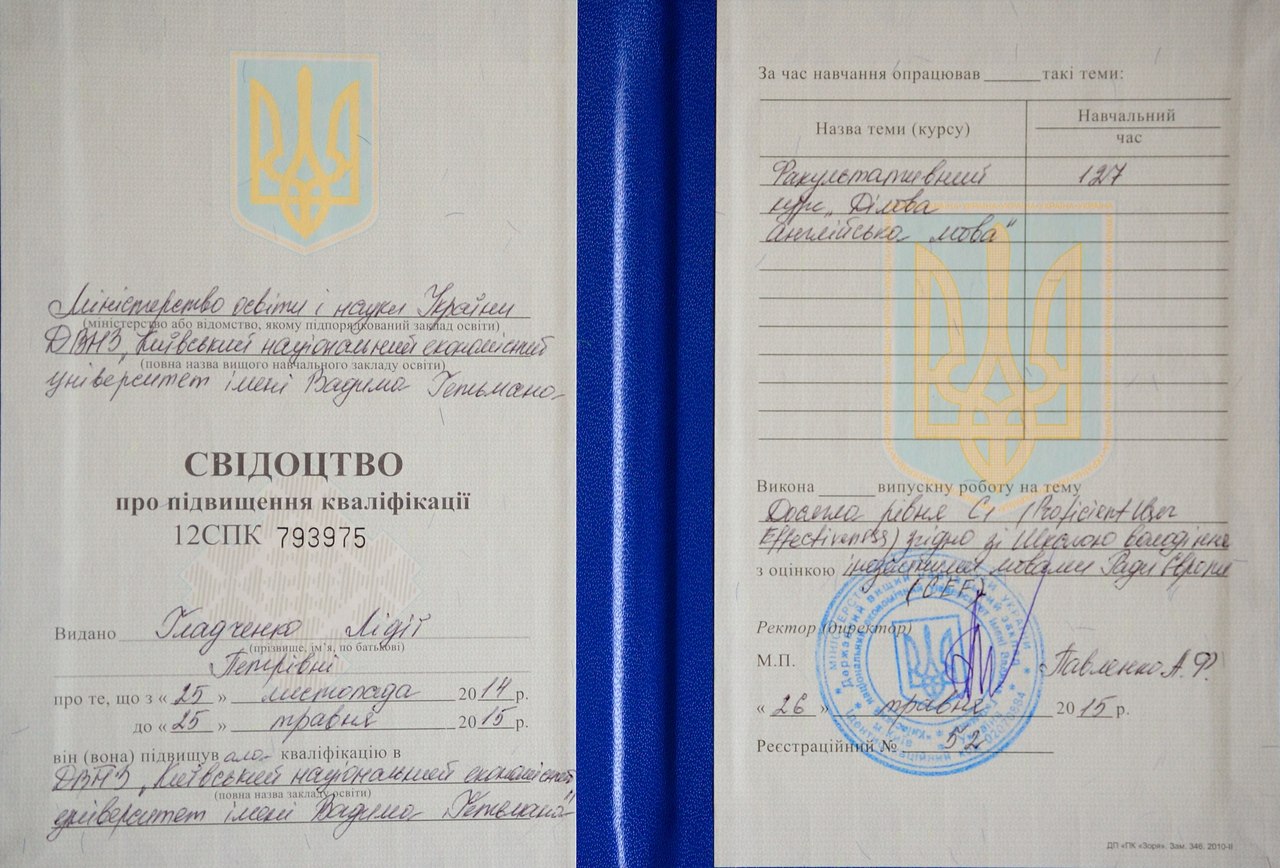 Міністерство освіти і науки України
(міністерство або відомство, якому підпорядкований заклад освіти)
ДВНЗ „Київський національний економічний
(повна назва вищого навчального закладу освіти)
університет імені Вадима Гетьмана
СВІДОЦТВО
про підвищення кваліфікації
12СПК 793975
Видано Гладченко Лідії
(прізвище, ім'я, по батькові)
Петрівні
про те, що з « 25 » листопада 2014 р.
до « 25 » травня 2015 р.
він (вона) підвищувала кваліфікацію в
ДВНЗ „Київський національний економічний
(повна назва закладу освіти)
університет імені Вадима Гетьмана"
За час навчання опрацював ______ такі теми:
Назва теми (курсу) Навчальний
час
Факультативний 127
курс „Ділова
англійська мова"
Викона ______ випускну роботу на тему
Досягла рівня C1 (Proficient User
Effectiveness) згідно зі Шкалою володіння
з оцінкою іноземними мовами Ради Європи
(CEF)
Ректор (директор)
М.П. Павленко А. Ф.
« 26 » травня 2015 р.
Реєстраційний № 52
ДП «ПК «Зоря». Зам. 346. 2010-ІІ